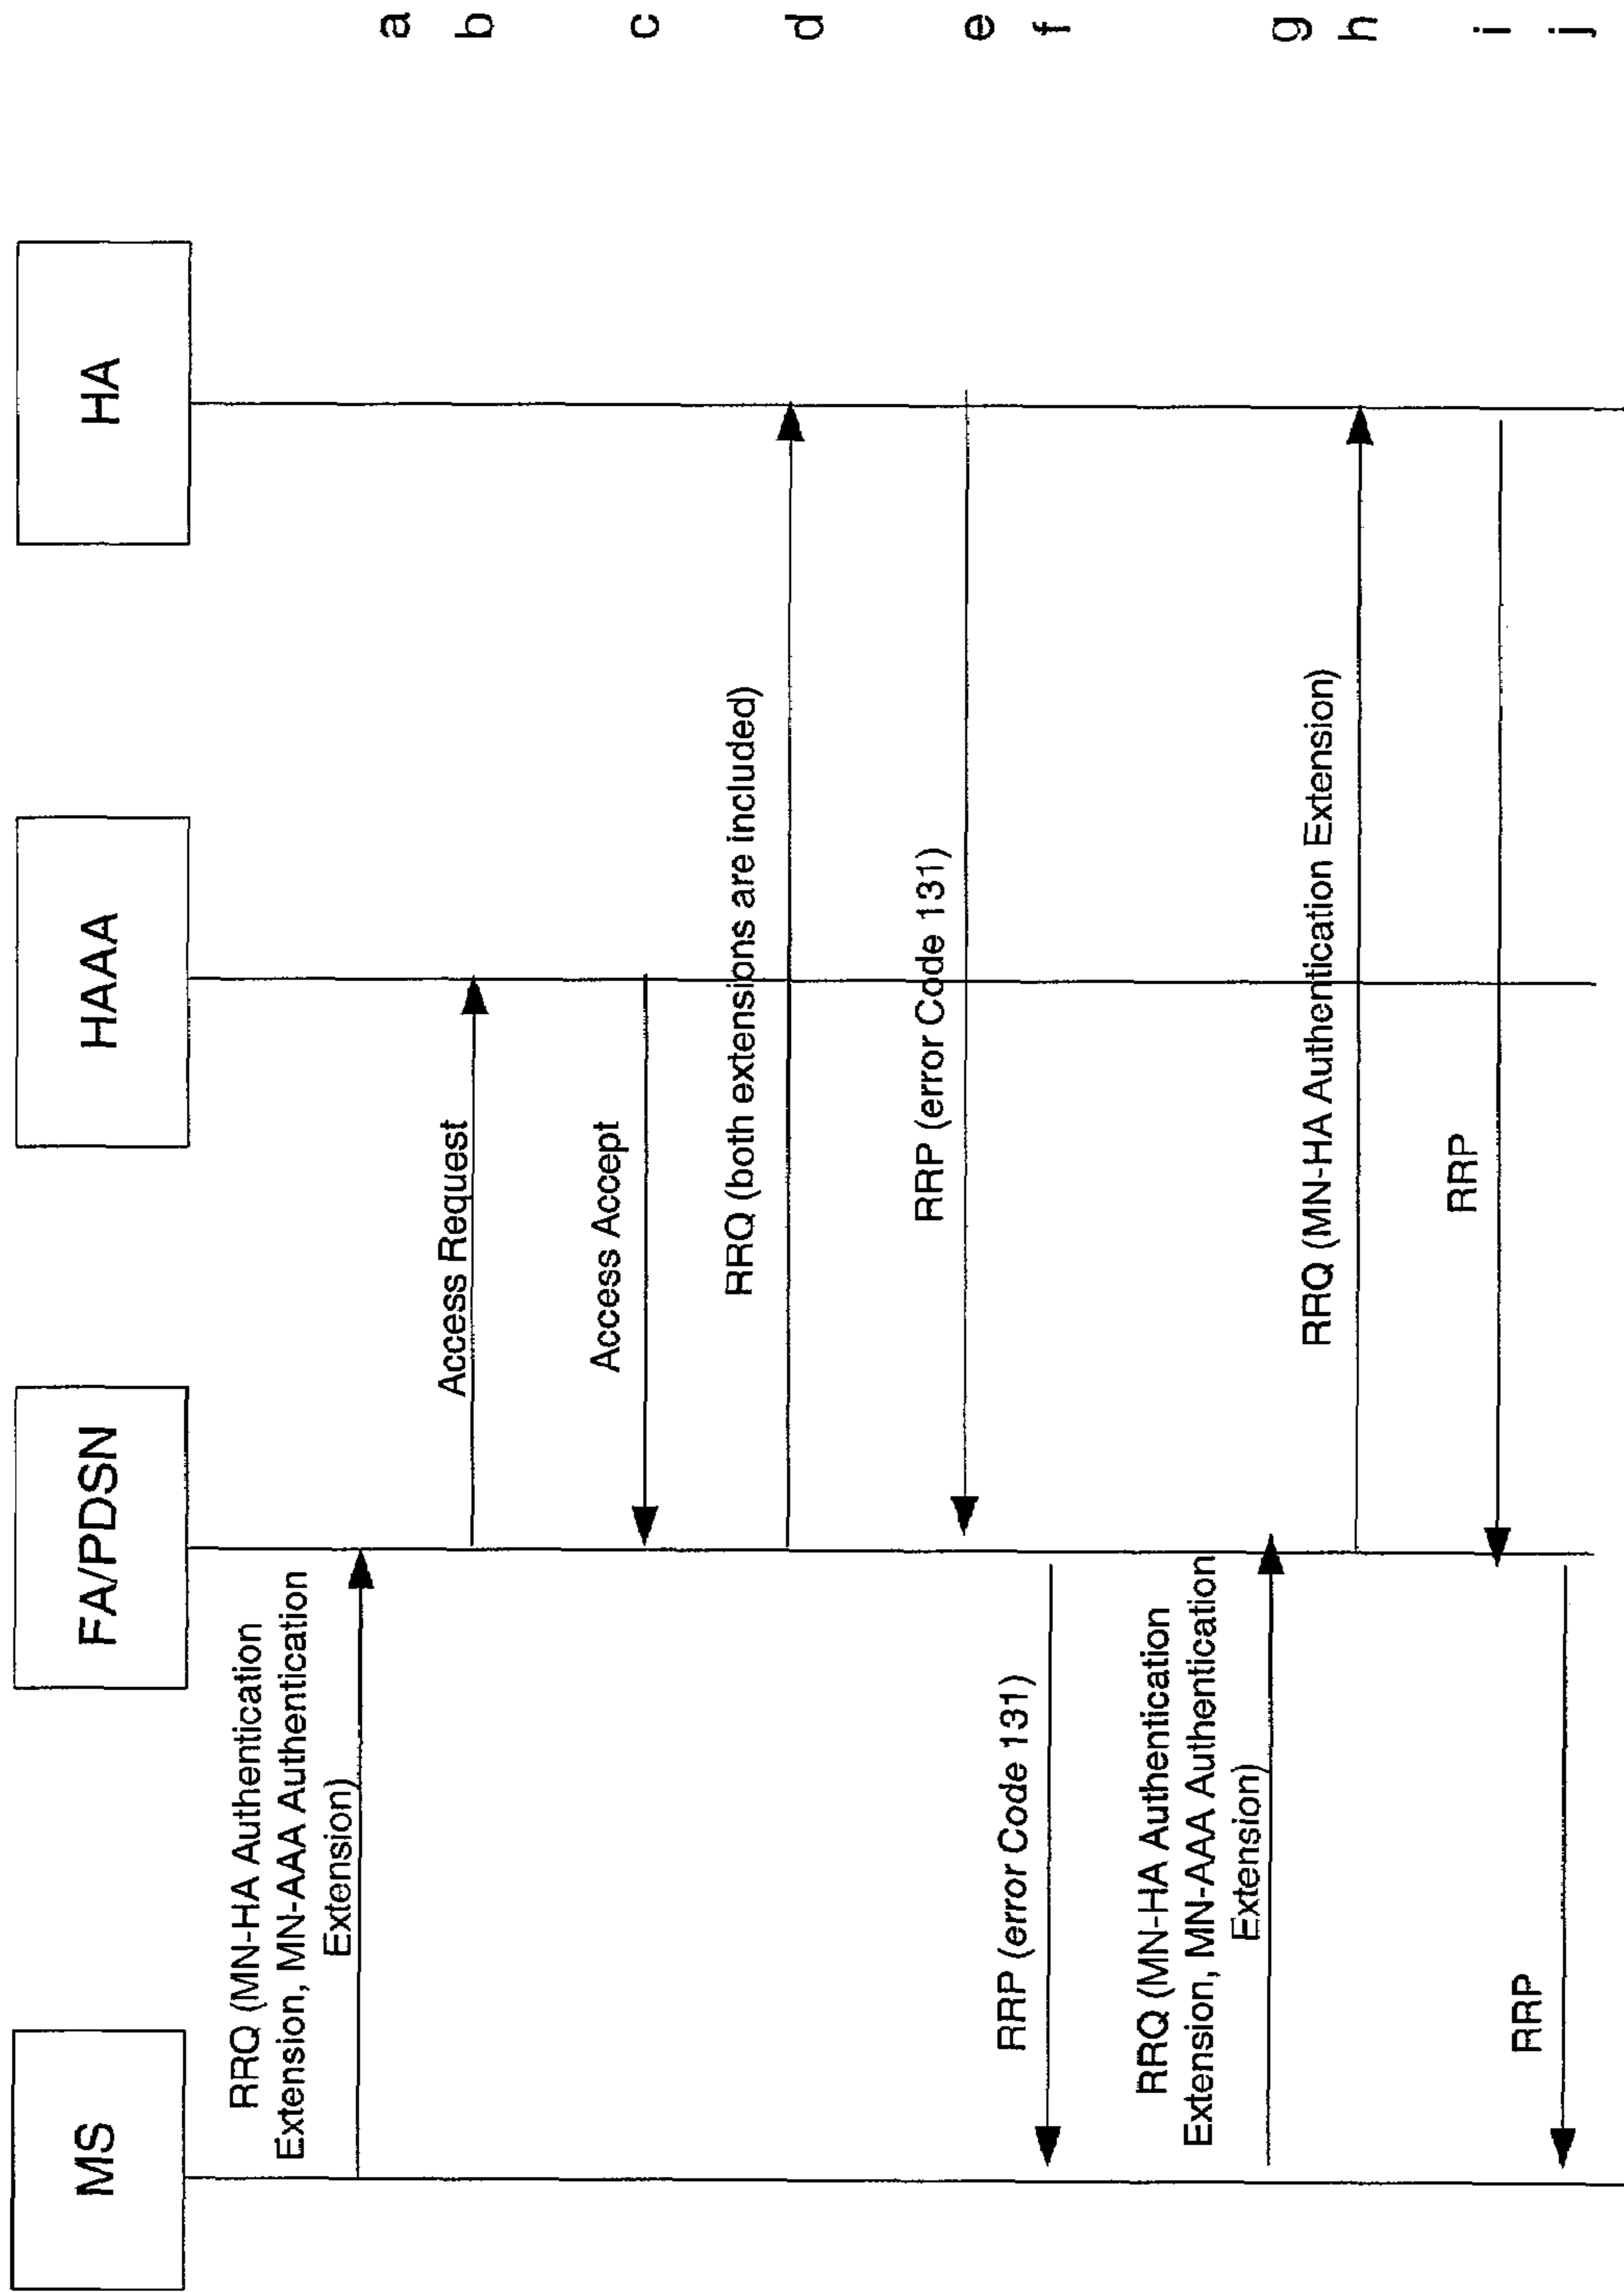 MS
FA/PDSN
HAAA
HA
RRQ (MN-HA Authentication
Extension, MN-AAA Authentication
Extension)
a
Access Request
b
Access Accept
c
RRQ (both extensions are included)
d
RRP (error Code 131)
e
RRP (error Code 131)
f
RRQ (MN-HA Authentication
Extension, MN-AAA Authentication
Extension)
g
RRQ (MN-HA Authentication Extension)
h
RRP
i
RRP
j